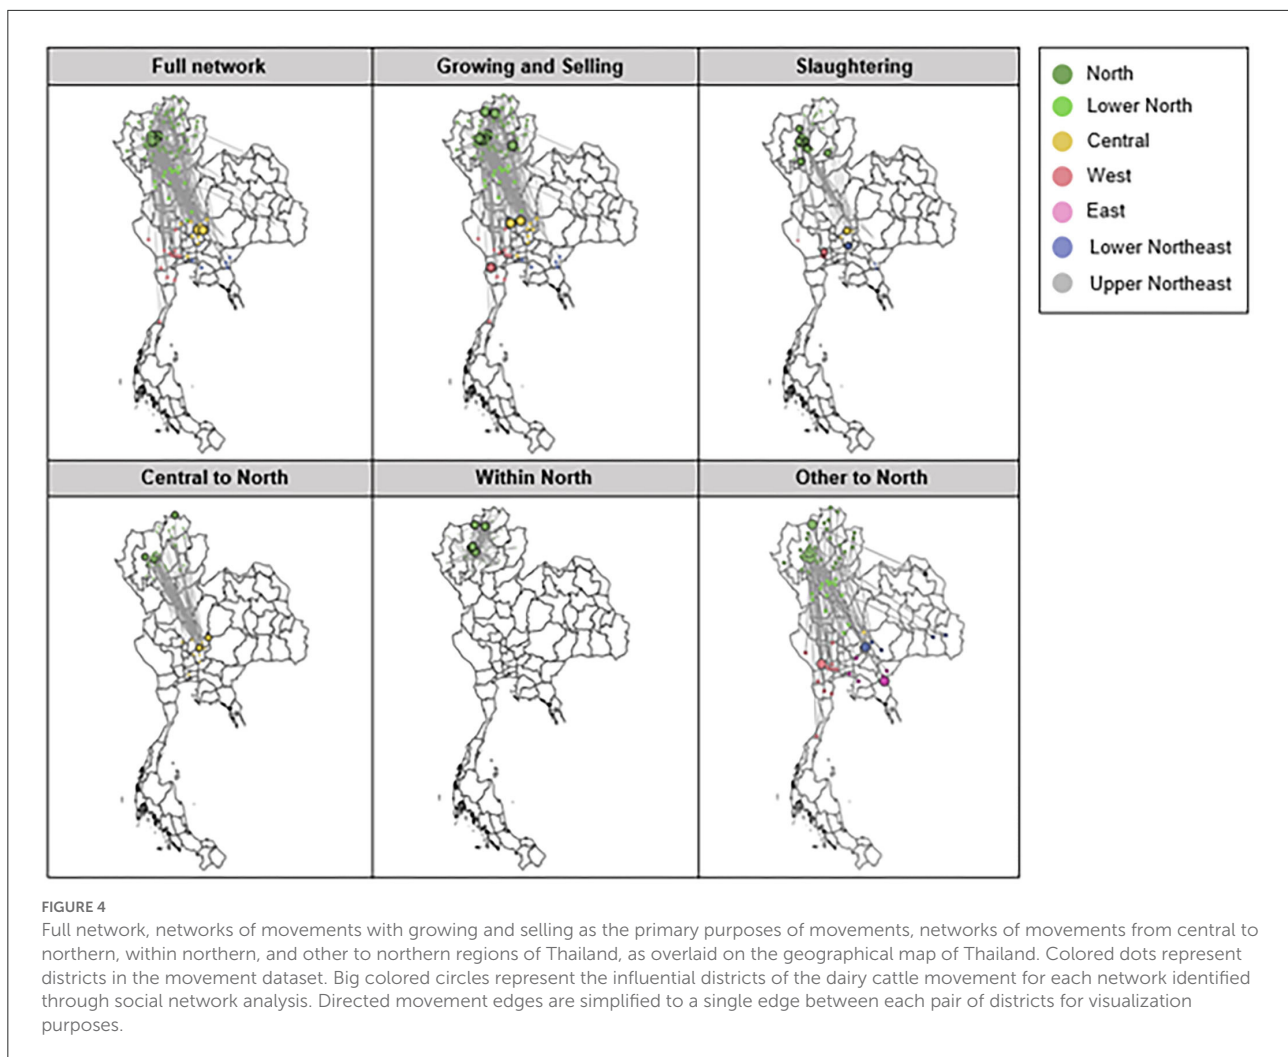 Full network
Growing and Selling
Slaughtering
North
Lower North
Central
West
East
Lower Northeast
Upper Northeast
Central to North
Within North
Other to North
FIGURE 4
Full network, networks of movements with growing and selling as the primary purposes of movements, networks of movements from central to
northern, within northern, and other to northern regions of Thailand, as overlaid on the geographical map of Thailand. Colored dots represent
districts in the movement dataset. Big colored circles represent the influential districts of the dairy cattle movement for each network identified
through social network analysis. Directed movement edges are simplified to a single edge between each pair of districts for visualization
purposes.